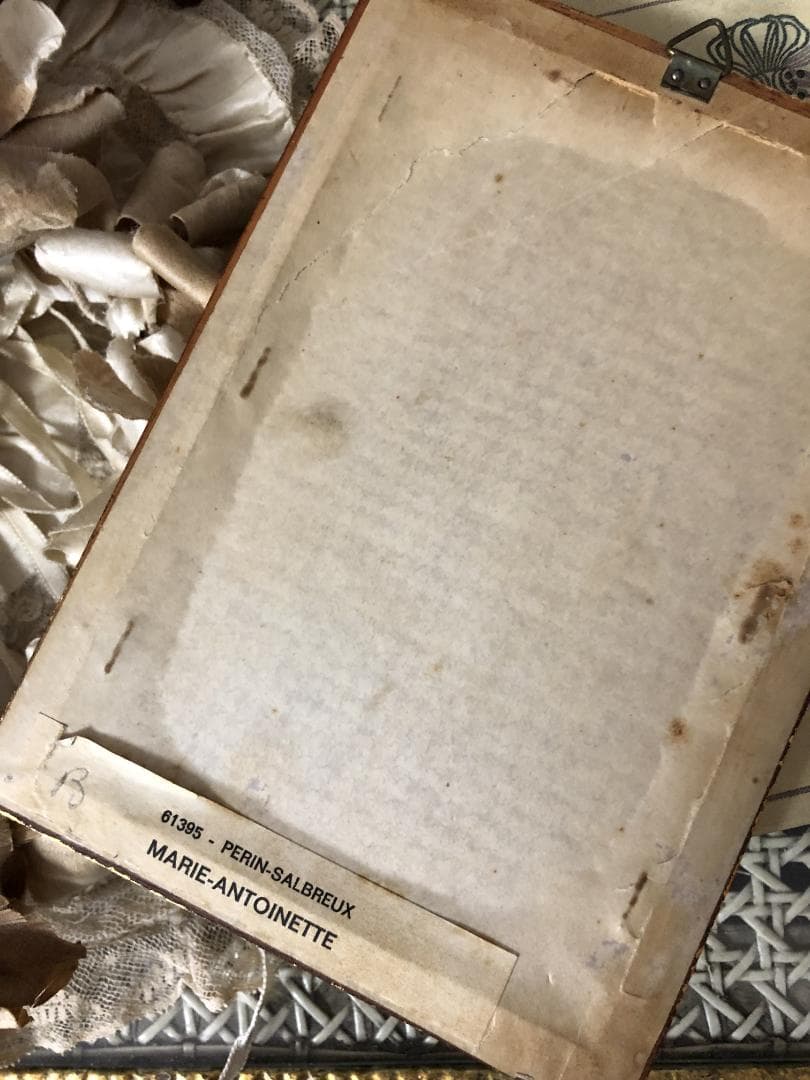 B
61395 - PERIN-SALBREUX
MARIE-ANTOINETTE